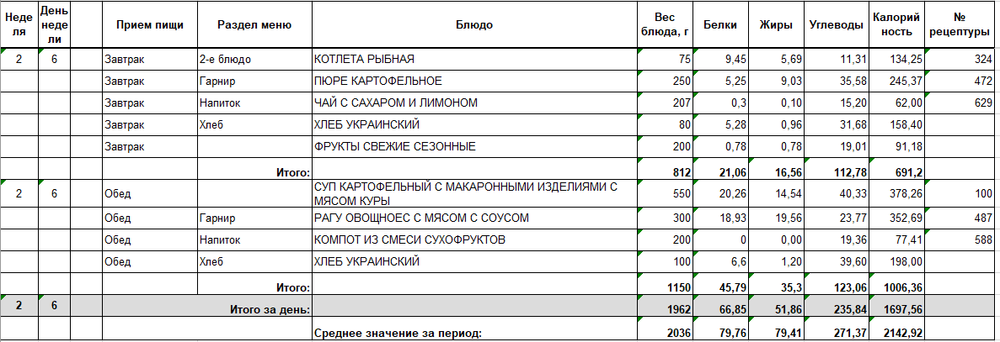 Неделя День недели Прием пищи Раздел меню Блюдо Вес блюда, г Белки Жиры Углеводы Калорийность № рецептуры
2 6 Завтрак 2-е блюдо КОТЛЕТА РЫБНАЯ 75 9,45 5,69 11,31 134,25 324
Завтрак Гарнир ПЮРЕ КАРТОФЕЛЬНОЕ 250 5,25 9,03 35,58 245,37 472
Завтрак Напиток ЧАЙ С САХАРОМ И ЛИМОНОМ 207 0,3 0,10 15,20 62,00 629
Завтрак Хлеб ХЛЕБ УКРАИНСКИЙ 80 5,28 0,96 31,68 158,40
Завтрак ФРУКТЫ СВЕЖИЕ СЕЗОННЫЕ 200 0,78 0,78 19,01 91,18
Итого: 812 21,06 16,56 112,78 691,2
2 6 Обед СУП КАРТОФЕЛЬНЫЙ С МАКАРОННЫМИ ИЗДЕЛИЯМИ С МЯСОМ КУРЫ 550 20,26 14,54 40,33 378,26 100
Обед Гарнир РАГУ ОВОЩНОЕС С МЯСОМ С СОУСОМ 300 18,93 19,56 23,77 352,69 487
Обед Напиток КОМПОТ ИЗ СМЕСИ СУХОФРУКТОВ 200 0 0,00 19,36 77,41 588
Обед Хлеб ХЛЕБ УКРАИНСКИЙ 100 6,6 1,20 39,60 198,00
Итого: 1150 45,79 35,3 123,06 1006,36
2 6 Итого за день: 1962 66,85 51,86 235,84 1697,56
Среднее значение за период: 2036 79,76 79,41 271,37 2142,92